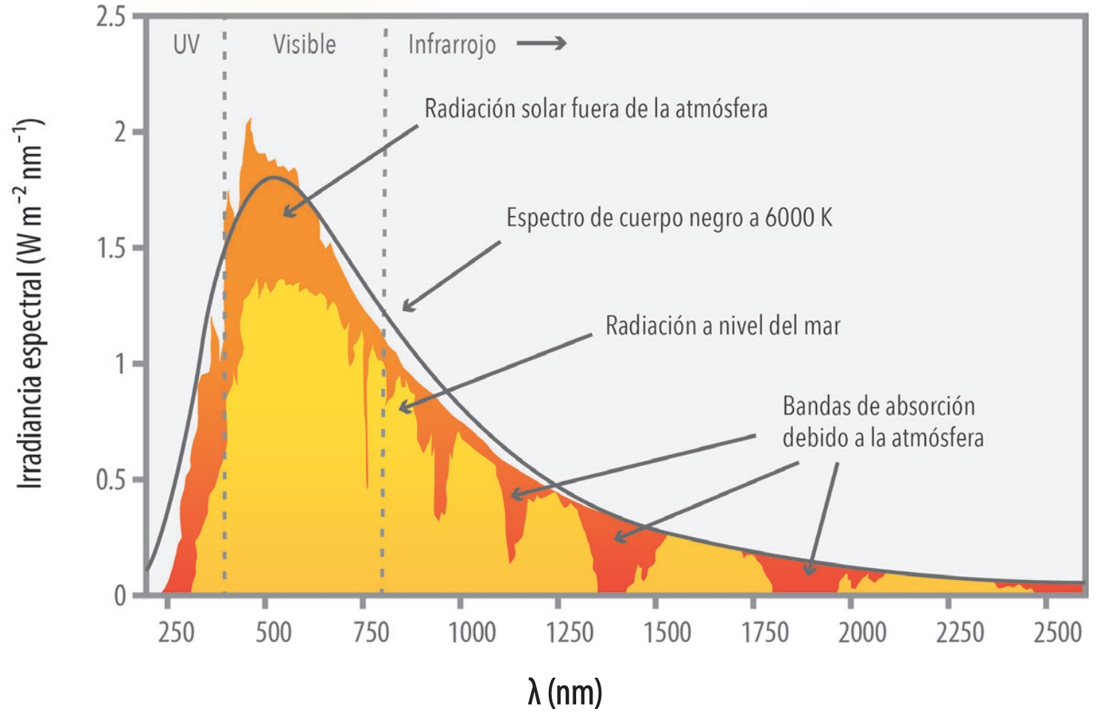 2.5
UV
Visible
Infrarrojo
Radiación solar fuera de la atmósfera
2
Espectro de cuerpo negro a 6000 K
1.5
Radiación a nivel del mar
1
Bandas de absorción
debido a la atmósfera
0.5
0
Irradiancia espectral (W m⁻² nm⁻¹)
250 500 750 1000 1250 1500 1750 2000 2250 2500
λ (nm)